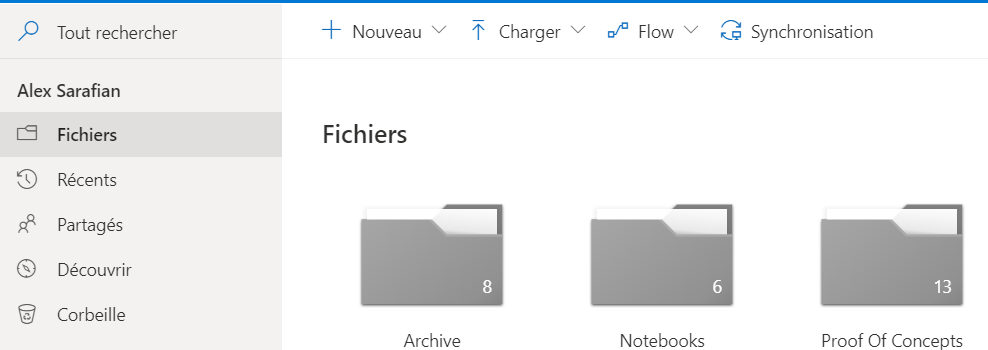 Tout rechercher
Nouveau
Charger
Flow
Synchronisation
Alex Sarafian
Fichiers
Récents
Partagés
Découvrir
Corbeille
Fichiers
8
6
13
Archive
Notebooks
Proof Of Concepts